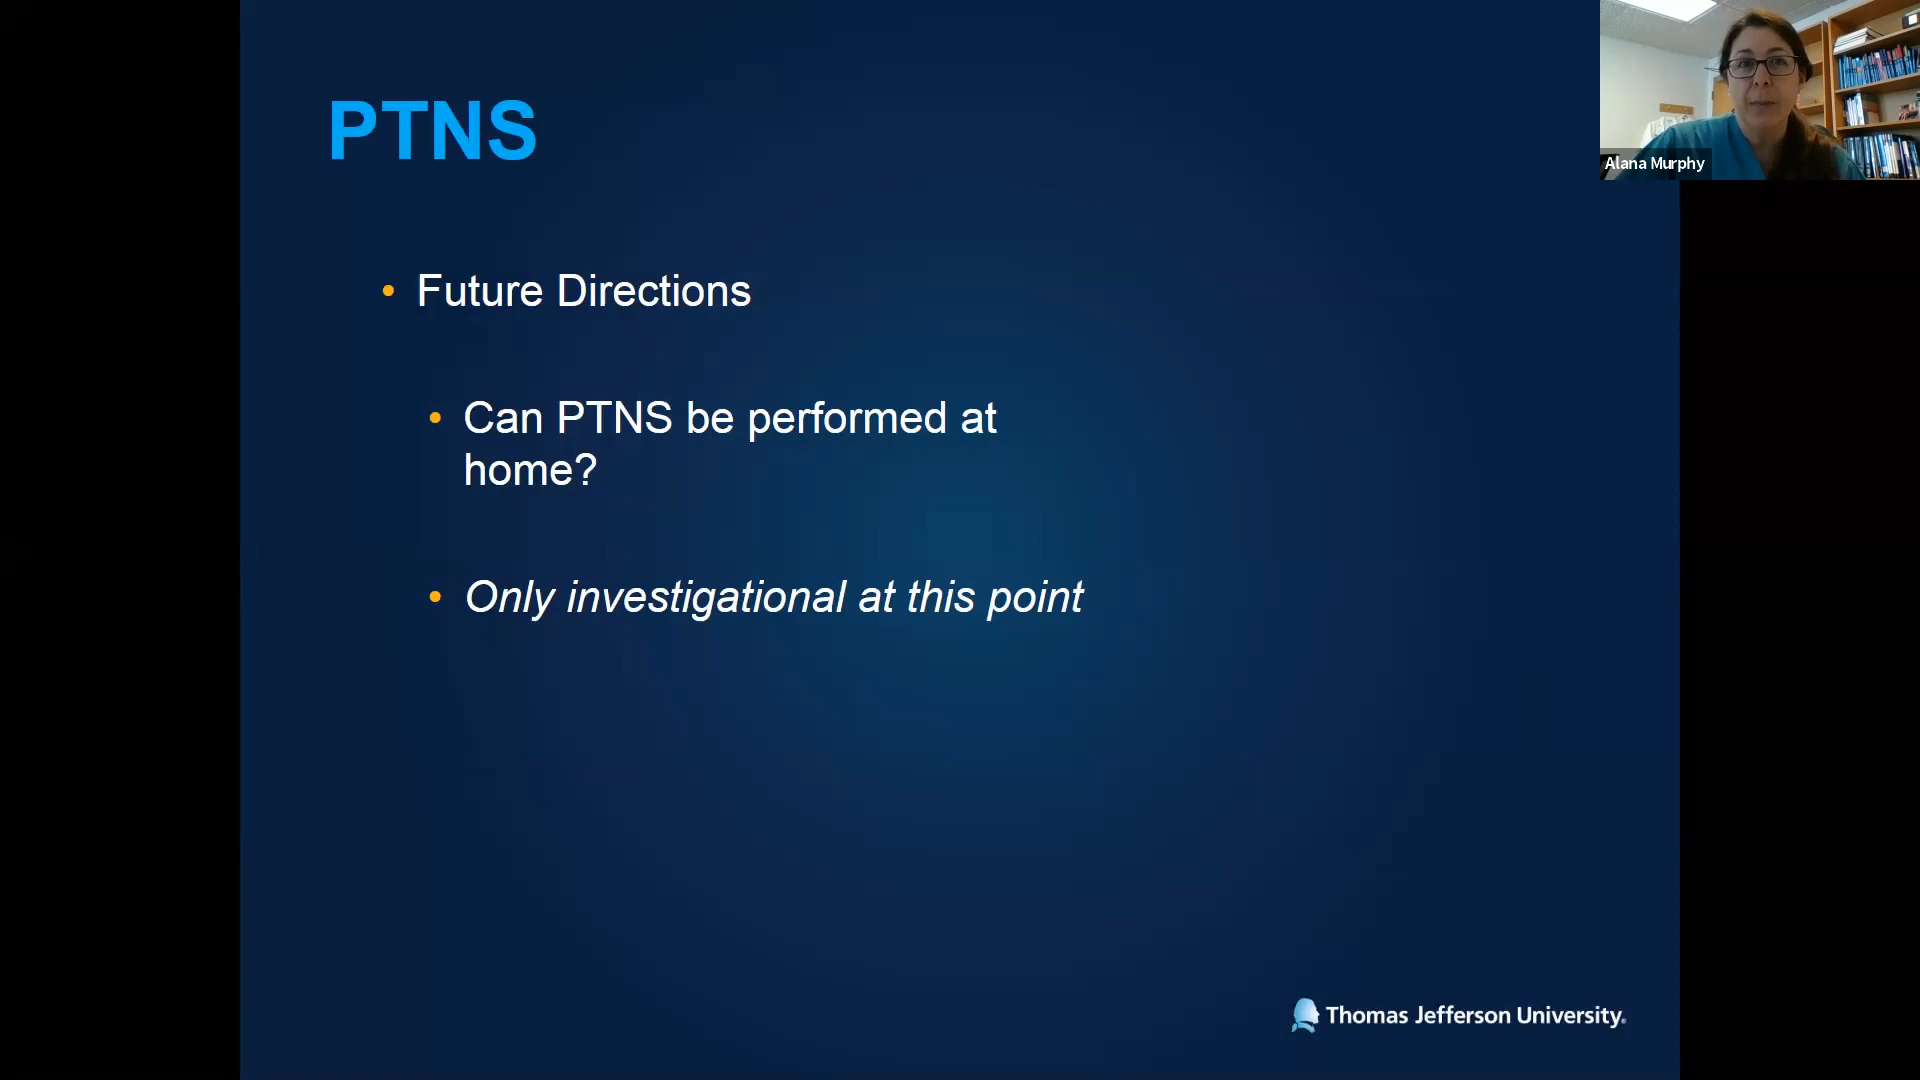 PTNS
Alana Murphy
• Future Directions
• Can PTNS be performed at
home?
• Only investigational at this point
Thomas Jefferson University®